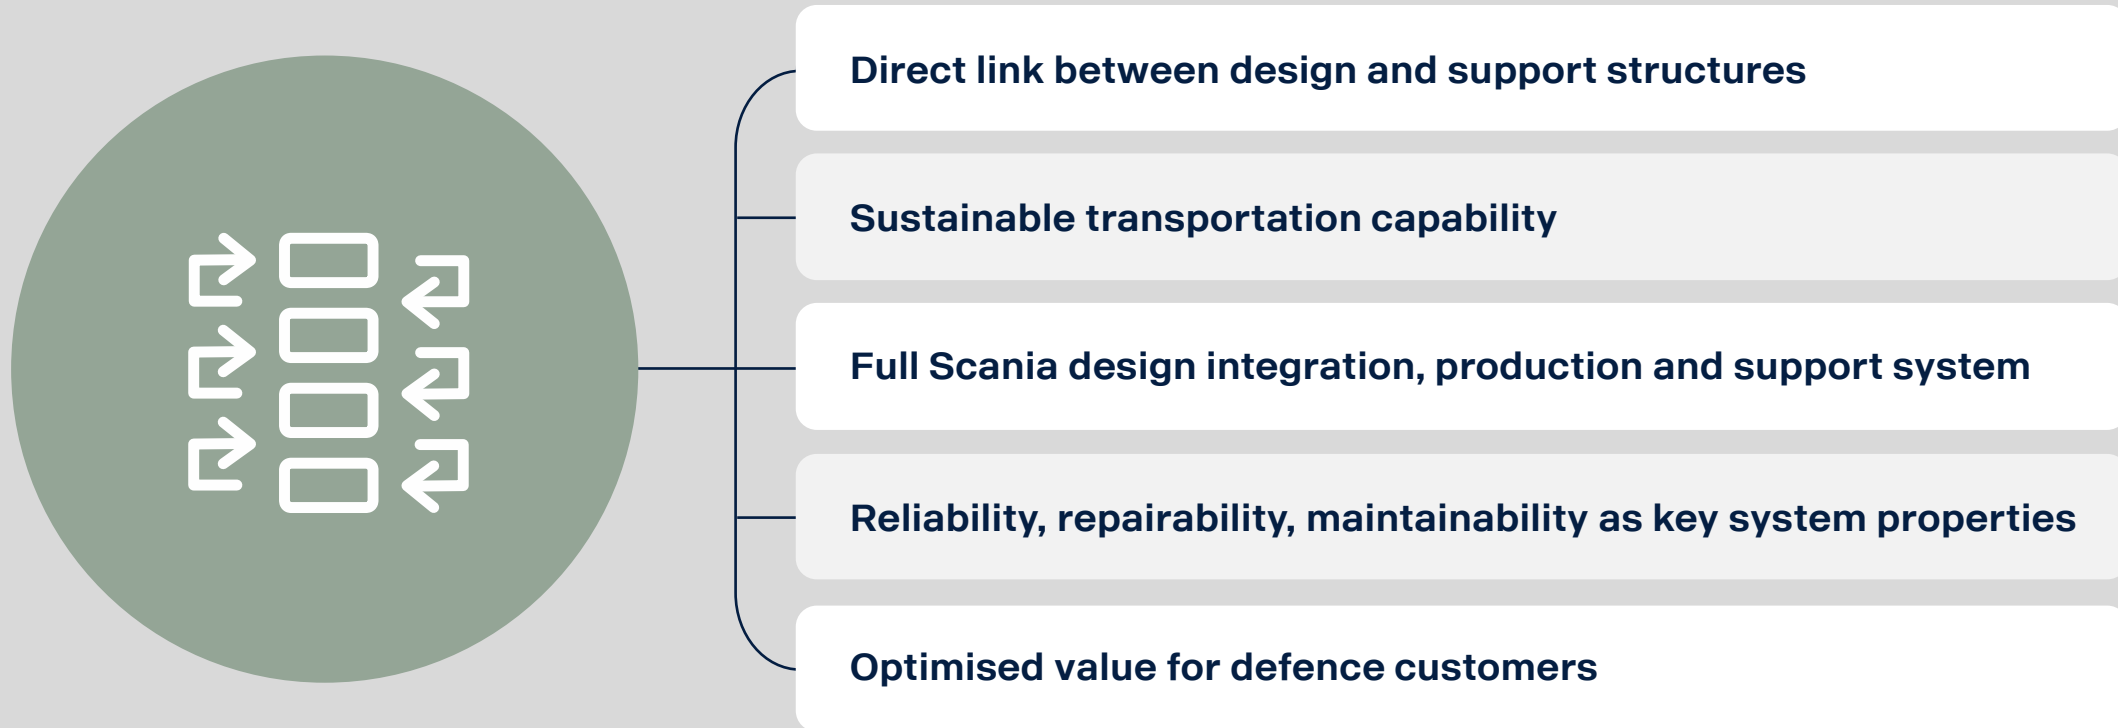 Direct link between design and support structures
Sustainable transportation capability
Full Scania design integration, production and support system
Reliability, repairability, maintainability as key system properties
Optimised value for defence customers